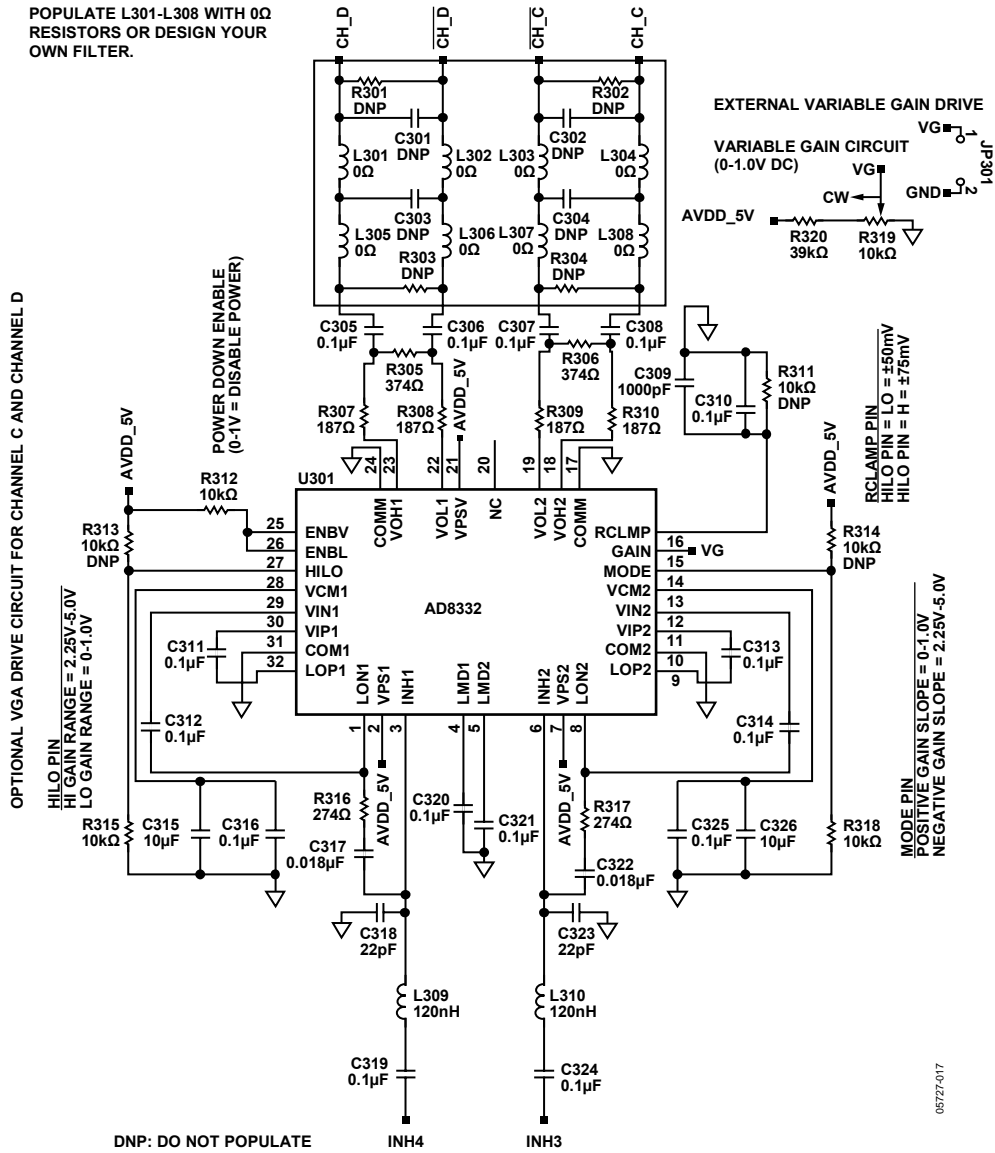 POPULATE L301-L308 WITH 0Ω
RESISTORS OR DESIGN YOUR
OWN FILTER.
CH_D
CH_D
CH_C
CH_C
R301
DNP
R302
DNP
C301
DNP
C302
DNP
L301
0Ω
L302
0Ω
L303
0Ω
L304
0Ω
C303
DNP
C304
DNP
L305
0Ω
L306
0Ω
L307
0Ω
L308
0Ω
R303
DNP
R304
DNP
EXTERNAL VARIABLE GAIN DRIVE
VG
1
JP301
GND
2
VARIABLE GAIN CIRCUIT
(0-1.0V DC)
VG
CW
AVDD_5V
R320
39kΩ
R319
10kΩ
OPTIONAL VGA DRIVE CIRCUIT FOR CHANNEL C AND CHANNEL D
POWER DOWN ENABLE
(0-1V = DISABLE POWER)
C305
0.1µF
C306
0.1µF
C307
0.1µF
C308
0.1µF
R305
374Ω
R306
374Ω
R307
187Ω
R308
187Ω
AVDD_5V
R309
187Ω
R310
187Ω
C309
1000pF
C310
0.1µF
R311
10kΩ
DNP
RCLAMP PIN
HILO PIN = LO = ±50mV
HILO PIN = H = ±75mV
AVDD_5V
R312
10kΩ
R313
10kΩ
DNP
AVDD_5V
R314
10kΩ
DNP
U301
24
23
22
21
20
19
18
17
COMM
VOH1
VOL1
VPSV
NC
VOL2
VOH2
COMM
25
ENBV
26
ENBL
27
HILO
28
VCM1
29
VIN1
30
VIP1
31
COM1
32
LOP1
AD8332
RCLMP
16
GAIN
VG
15
MODE
14
VCM2
13
VIN2
12
VIP2
11
COM2
10
LOP2
9
LON1
VPS1
INH1
LMD1
LMD2
INH2
VPS2
LON2
1
2
3
4
5
6
7
8
HILO PIN
HI GAIN RANGE = 2.25V-5.0V
LO GAIN RANGE = 0-1.0V
C311
0.1µF
C312
0.1µF
C313
0.1µF
C314
0.1µF
AVDD_5V
AVDD_5V
R315
10kΩ
C315
10µF
C316
0.1µF
R316
274Ω
C317
0.018µF
C320
0.1µF
C321
0.1µF
R317
274Ω
C322
0.018µF
C325
0.1µF
C326
10µF
R318
10kΩ
MODE PIN
POSITIVE GAIN SLOPE = 0-1.0V
NEGATIVE GAIN SLOPE = 2.25V-5.0V
C318
22pF
C323
22pF
L309
120nH
L310
120nH
C319
0.1µF
C324
0.1µF
INH4
INH3
DNP: DO NOT POPULATE
05727-017